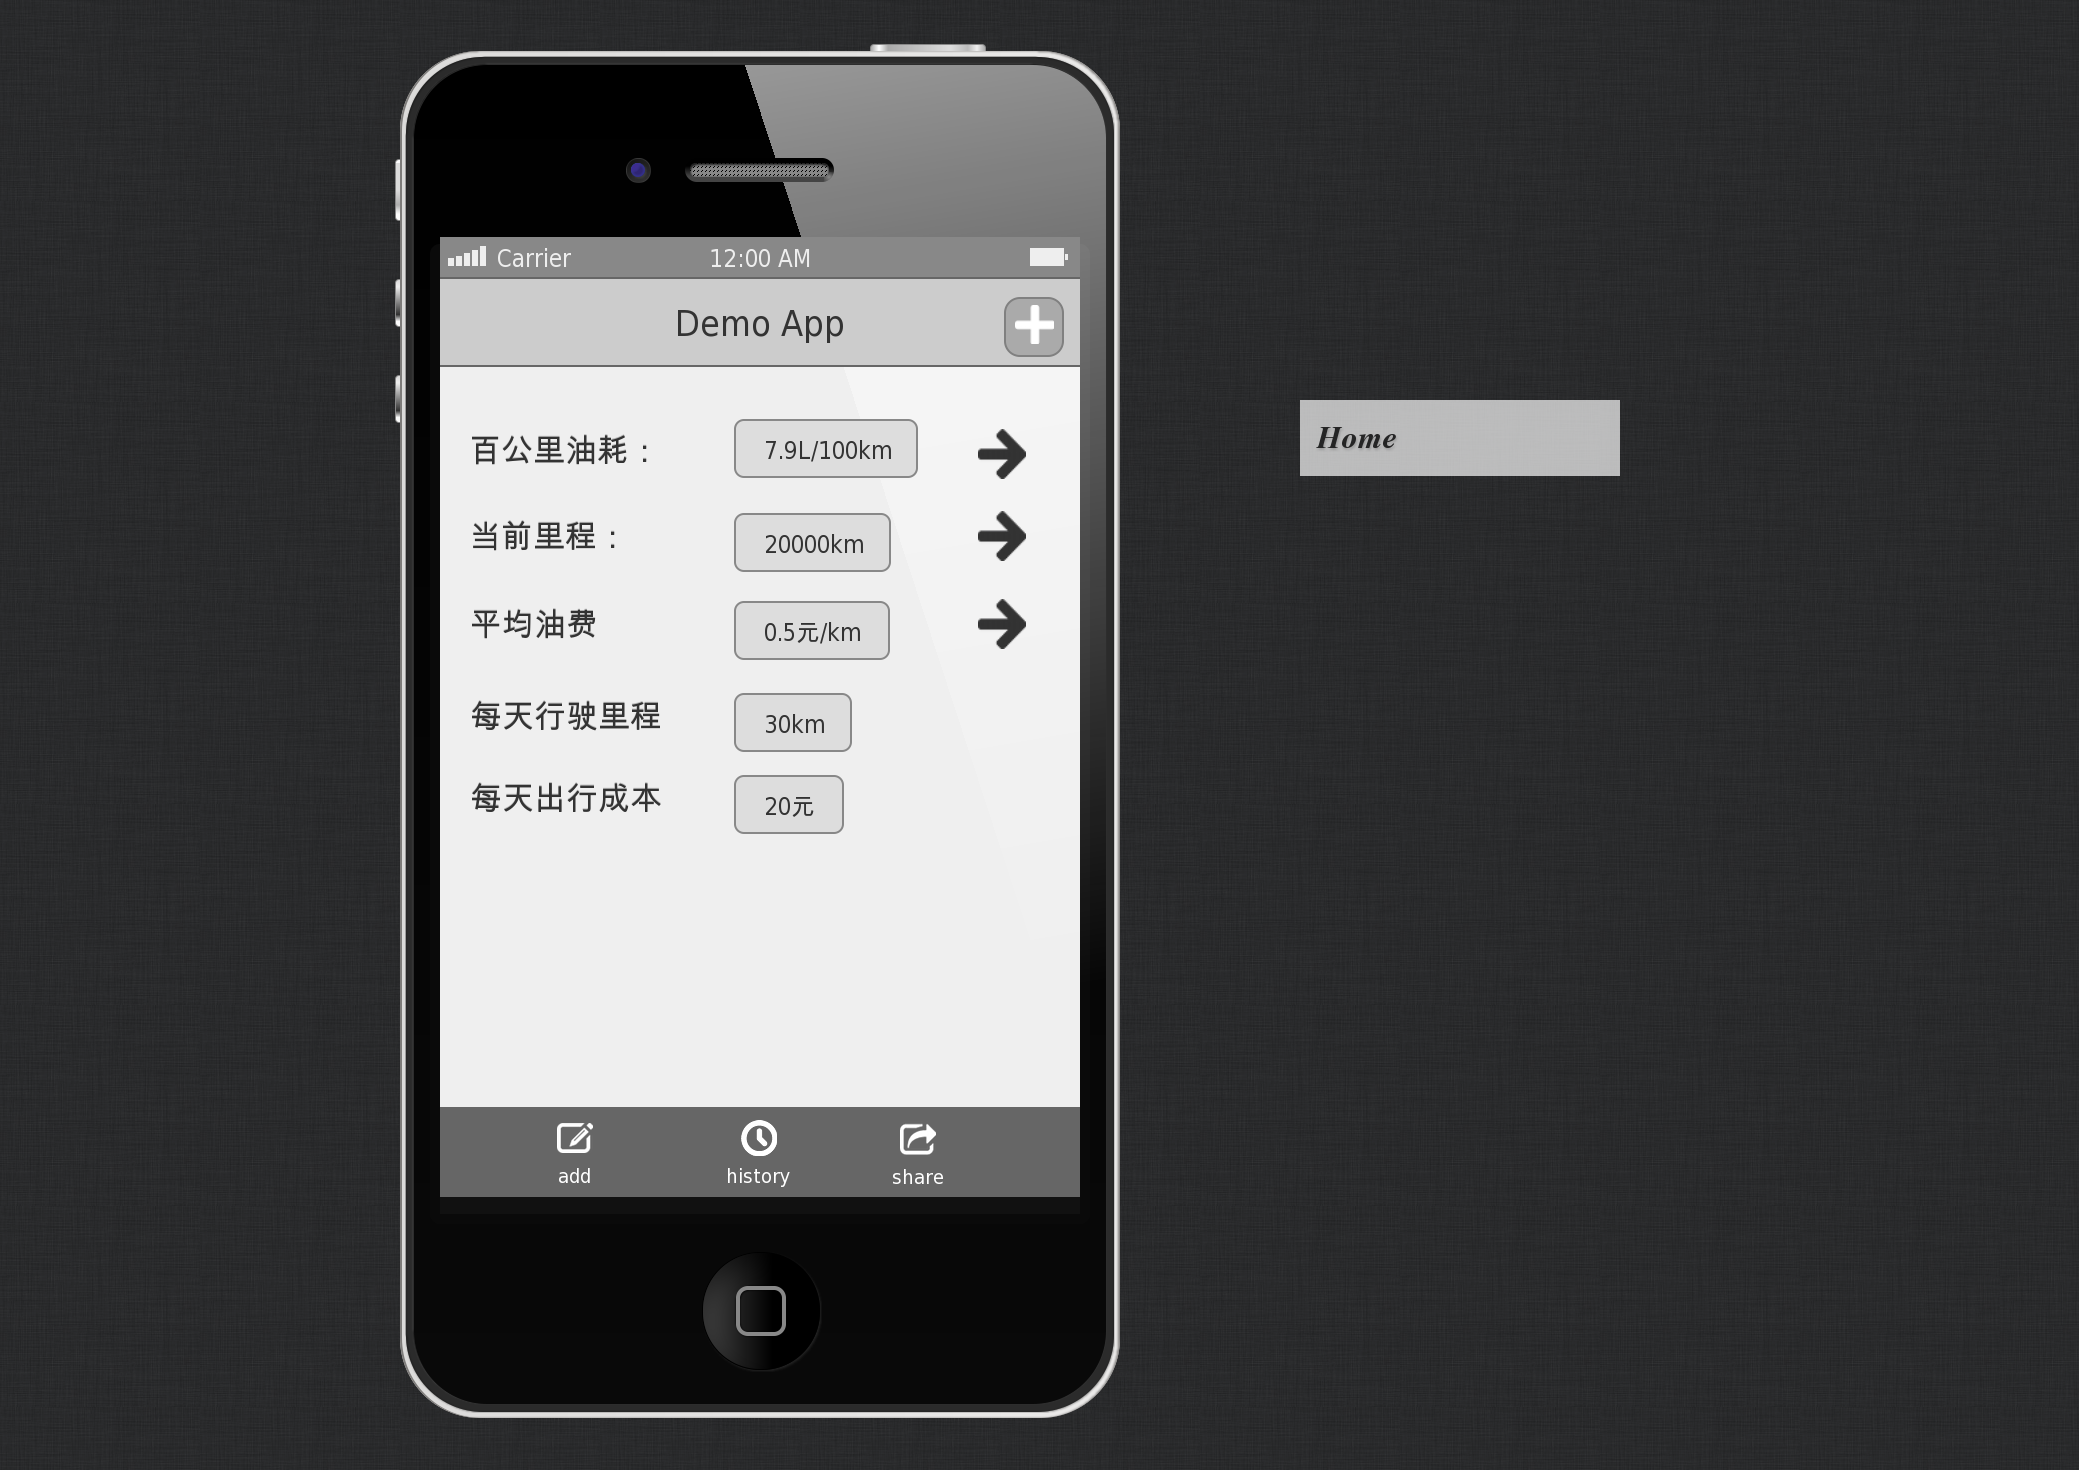 Carrier 12:00 AM
Demo App
百公里油耗： 7.9L/100km
Home
当前里程： 20000km
平均油费 0.5元/km
每天行驶里程 30km
每天出行成本 20元
add history share